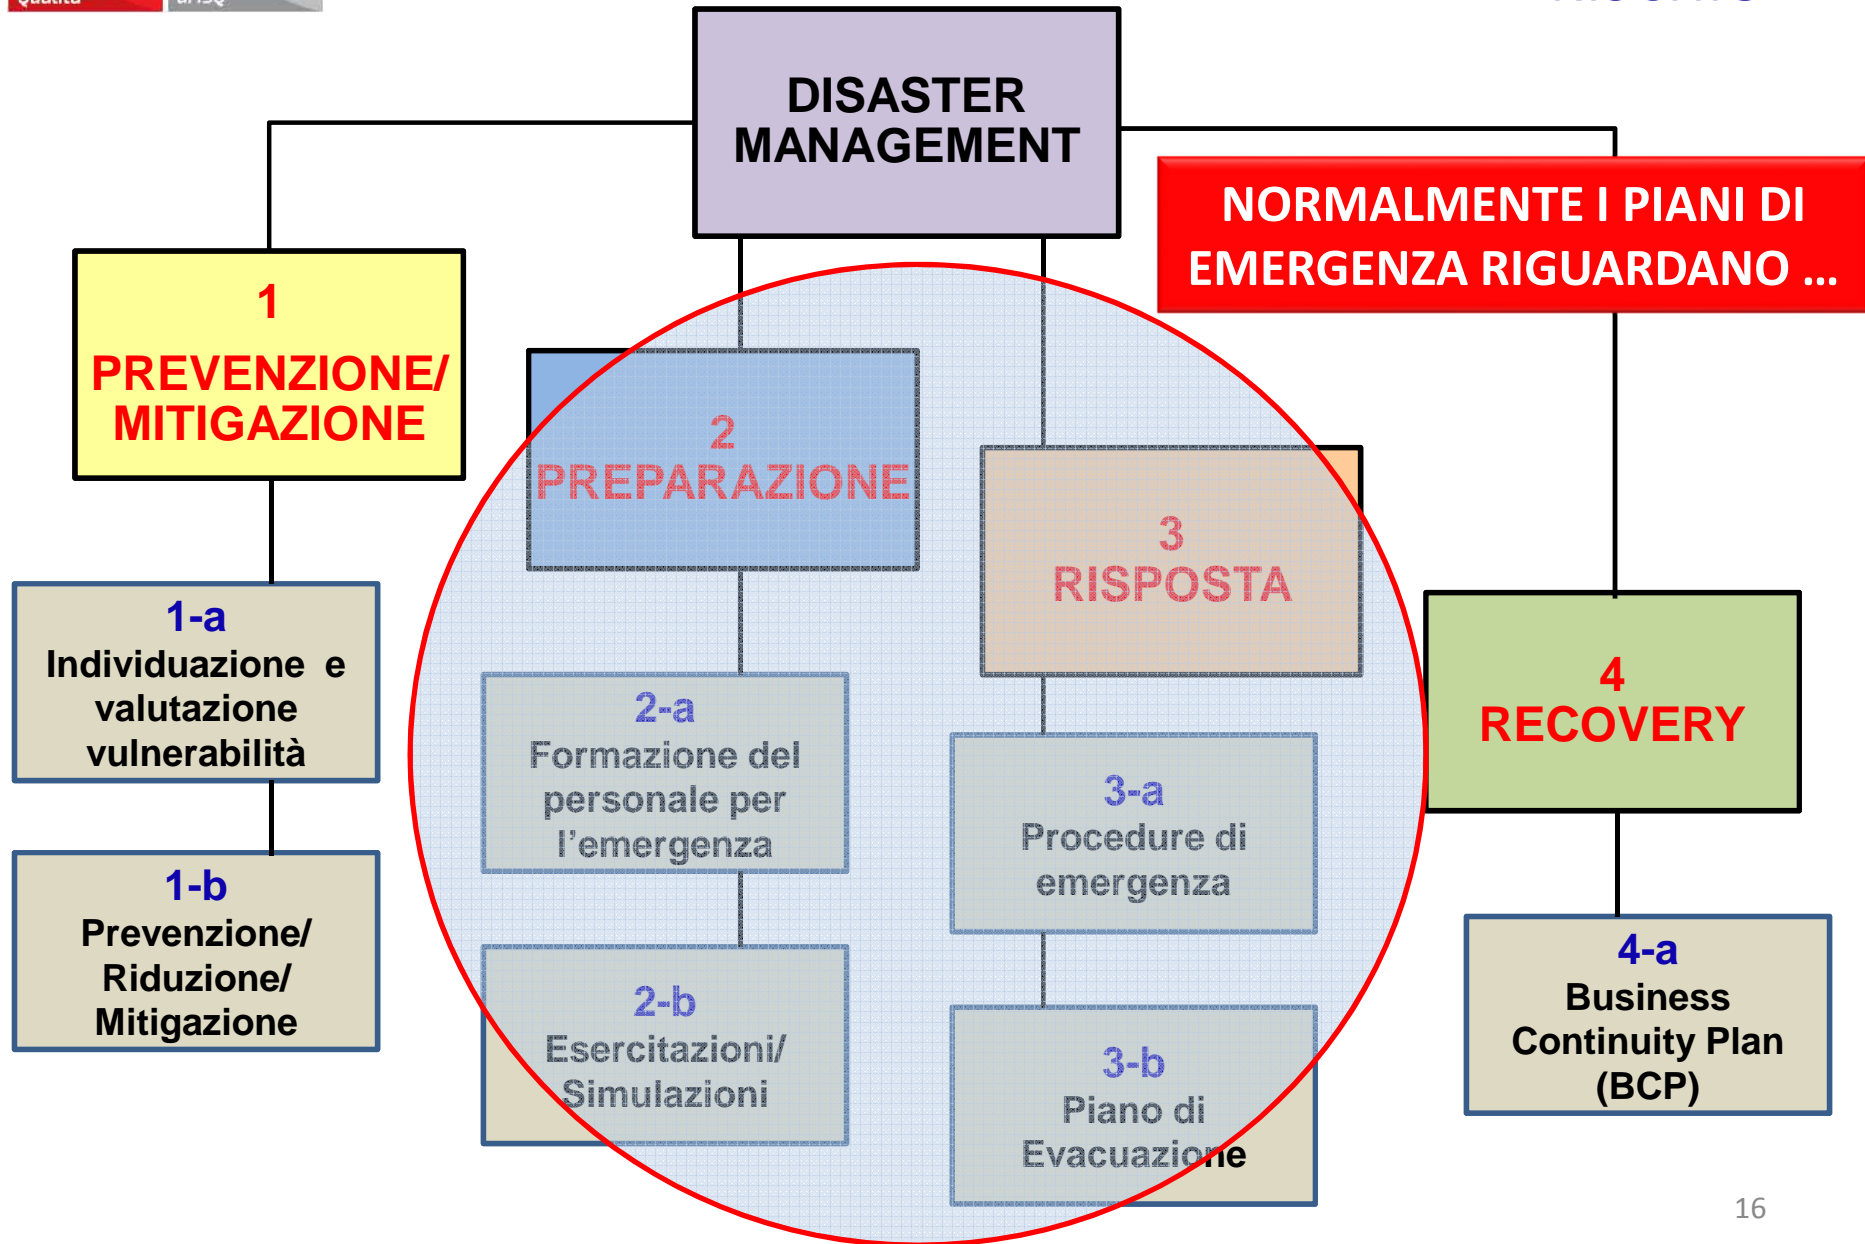 DISASTER
MANAGEMENT
NORMALMENTE I PIANI DI
EMERGENZA RIGUARDANO ...
1
PREVENZIONE/
MITIGAZIONE
1-a
Individuazione e
valutazione
vulnerabilità
1-b
Prevenzione/
Riduzione/
Mitigazione
2
PREPARAZIONE
2-a
Formazione del
personale per
l'emergenza
2-b
Esercitazioni/
Simulazioni
3
RISPOSTA
3-a
Procedure di
emergenza
3-b
Piano di
Evacuazione
4
RECOVERY
4-a
Business
Continuity Plan
(BCP)
16